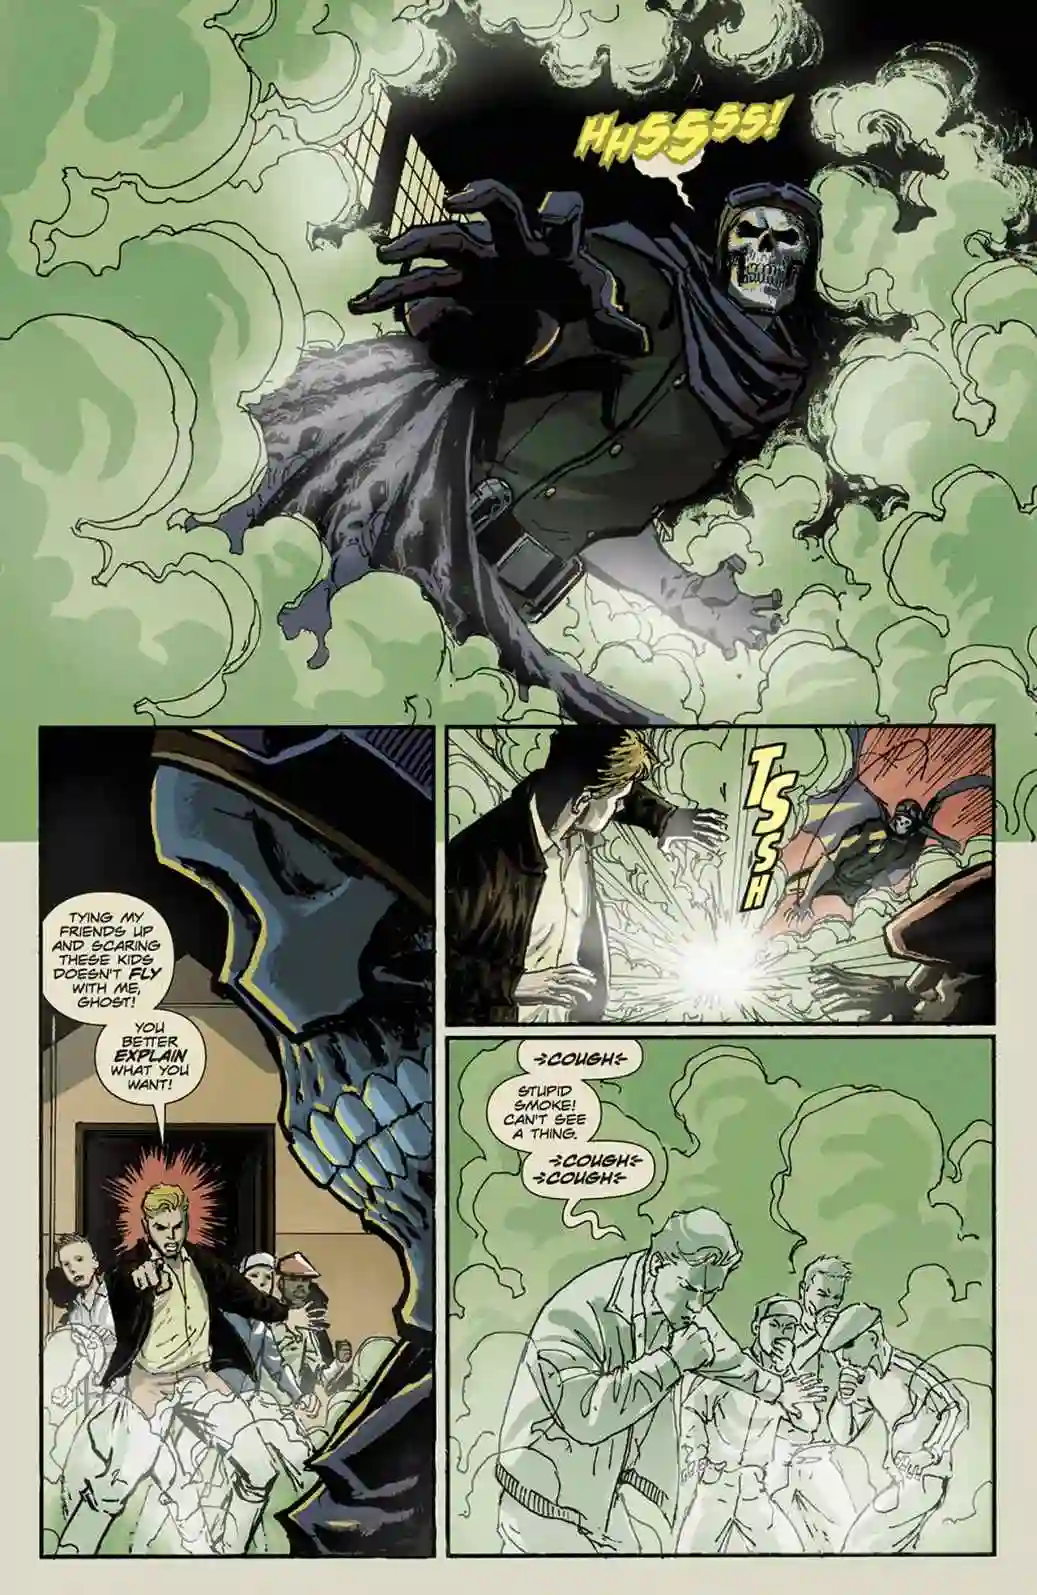 HHSSSSS!
TYING MY
FRIENDS UP
AND SCARING
THESE KIDS
DOESN'T FLY
WITH ME,
GHOST!
YOU
BETTER
EXPLAIN
WHAT YOU
WANT!
TSSH
COUGH
STUPID
SMOKE!
CAN'T SEE
A THING.
COUGH
COUGH